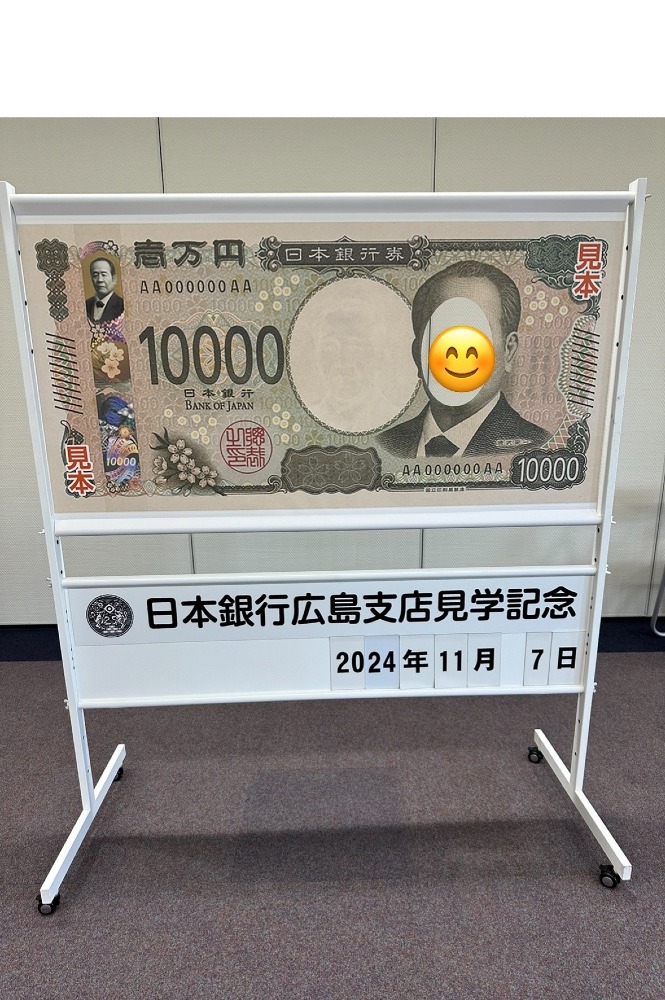 壱万円
日本銀行券
見本
AA000000AA
10000
日本銀行
BANK OF JAPAN
見本
10000
AA000000AA
10000
日本銀行広島支店見学記念
2024年11月 7日